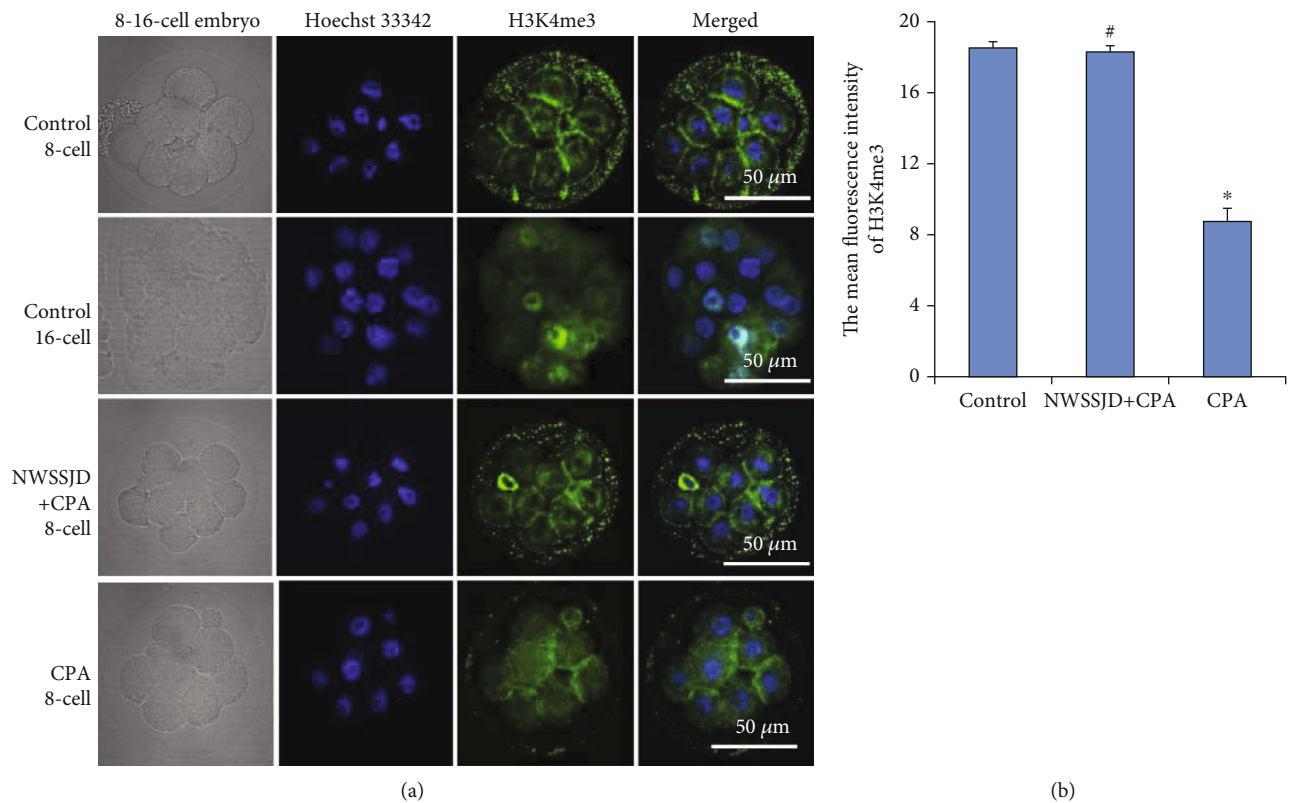 8-16-cell embryo
Hoechst 33342
H3K4me3
Merged
Control
8-cell
50 μm
Control
16-cell
50 μm
NWSSJD
+CPA
8-cell
50 μm
CPA
8-cell
50 μm
(a)
The mean fluorescence intensity
of H3K4me3
20
16
12
8
4
0
#
*
Control
NWSSJD+CPA
CPA
(b)